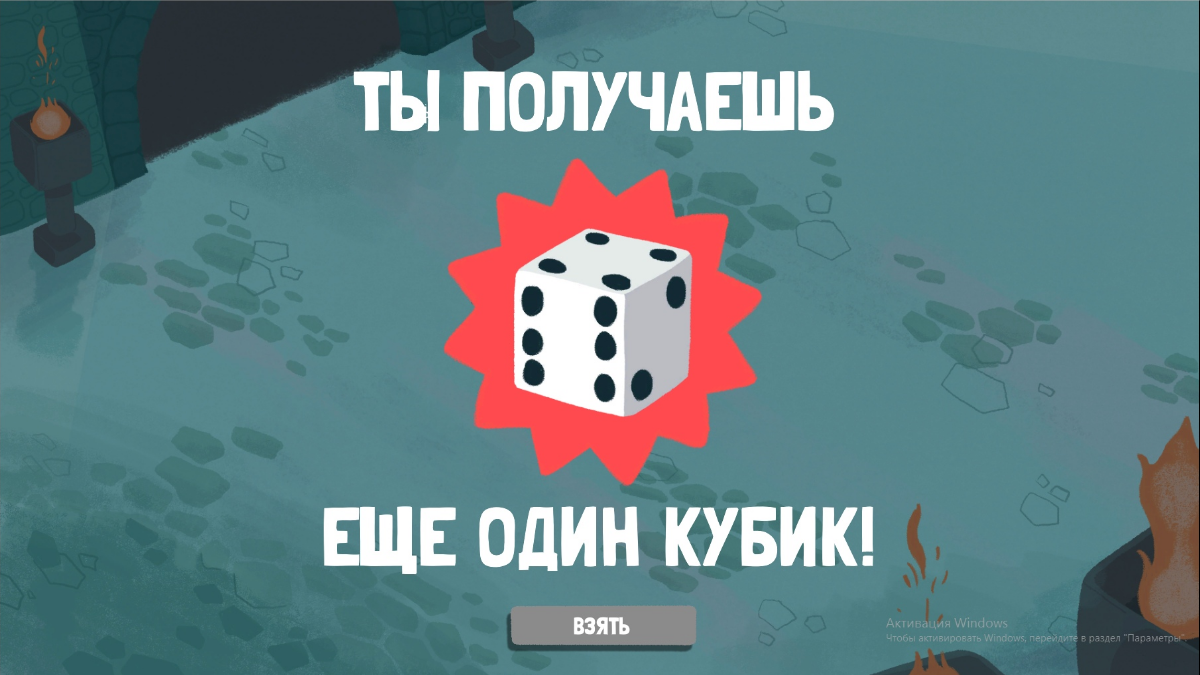 ТЫ ПОЛУЧАЕШЬ
ЕЩЕ ОДИН КУБИК!
ВЗЯТЬ
Активация Windows
Чтобы активировать Windows, перейдите в раздел "Параметры".